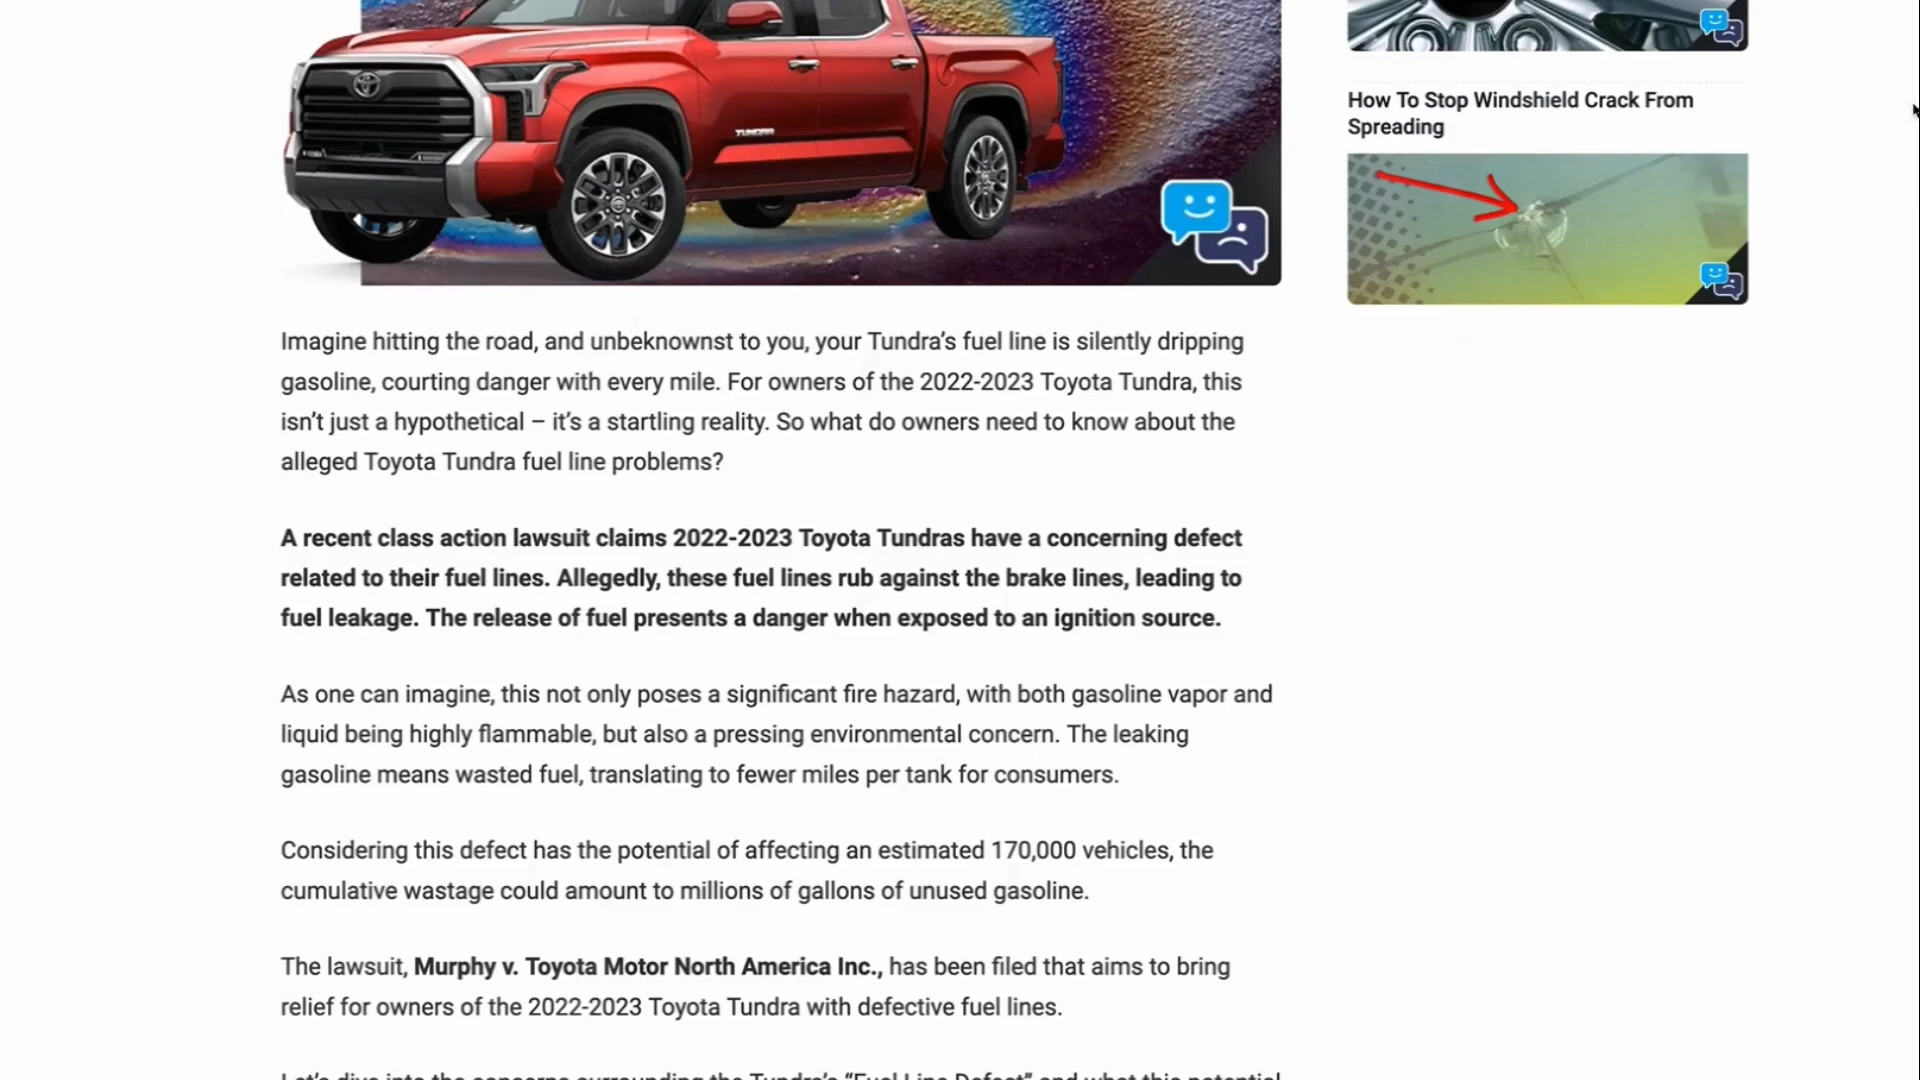 TUNDRA
How To Stop Windshield Crack From
Spreading
Imagine hitting the road, and unbeknownst to you, your Tundra’s fuel line is silently dripping
gasoline, courting danger with every mile. For owners of the 2022-2023 Toyota Tundra, this
isn’t just a hypothetical – it’s a startling reality. So what do owners need to know about the
alleged Toyota Tundra fuel line problems?
A recent class action lawsuit claims 2022-2023 Toyota Tundras have a concerning defect
related to their fuel lines. Allegedly, these fuel lines rub against the brake lines, leading to
fuel leakage. The release of fuel presents a danger when exposed to an ignition source.
As one can imagine, this not only poses a significant fire hazard, with both gasoline vapor and
liquid being highly flammable, but also a pressing environmental concern. The leaking
gasoline means wasted fuel, translating to fewer miles per tank for consumers.
Considering this defect has the potential of affecting an estimated 170,000 vehicles, the
cumulative wastage could amount to millions of gallons of unused gasoline.
The lawsuit, Murphy v. Toyota Motor North America Inc., has been filed that aims to bring
relief for owners of the 2022-2023 Toyota Tundra with defective fuel lines.
Let’s dive into the concerns surrounding the Tundra’s “Fuel Line Defect” and what this potential